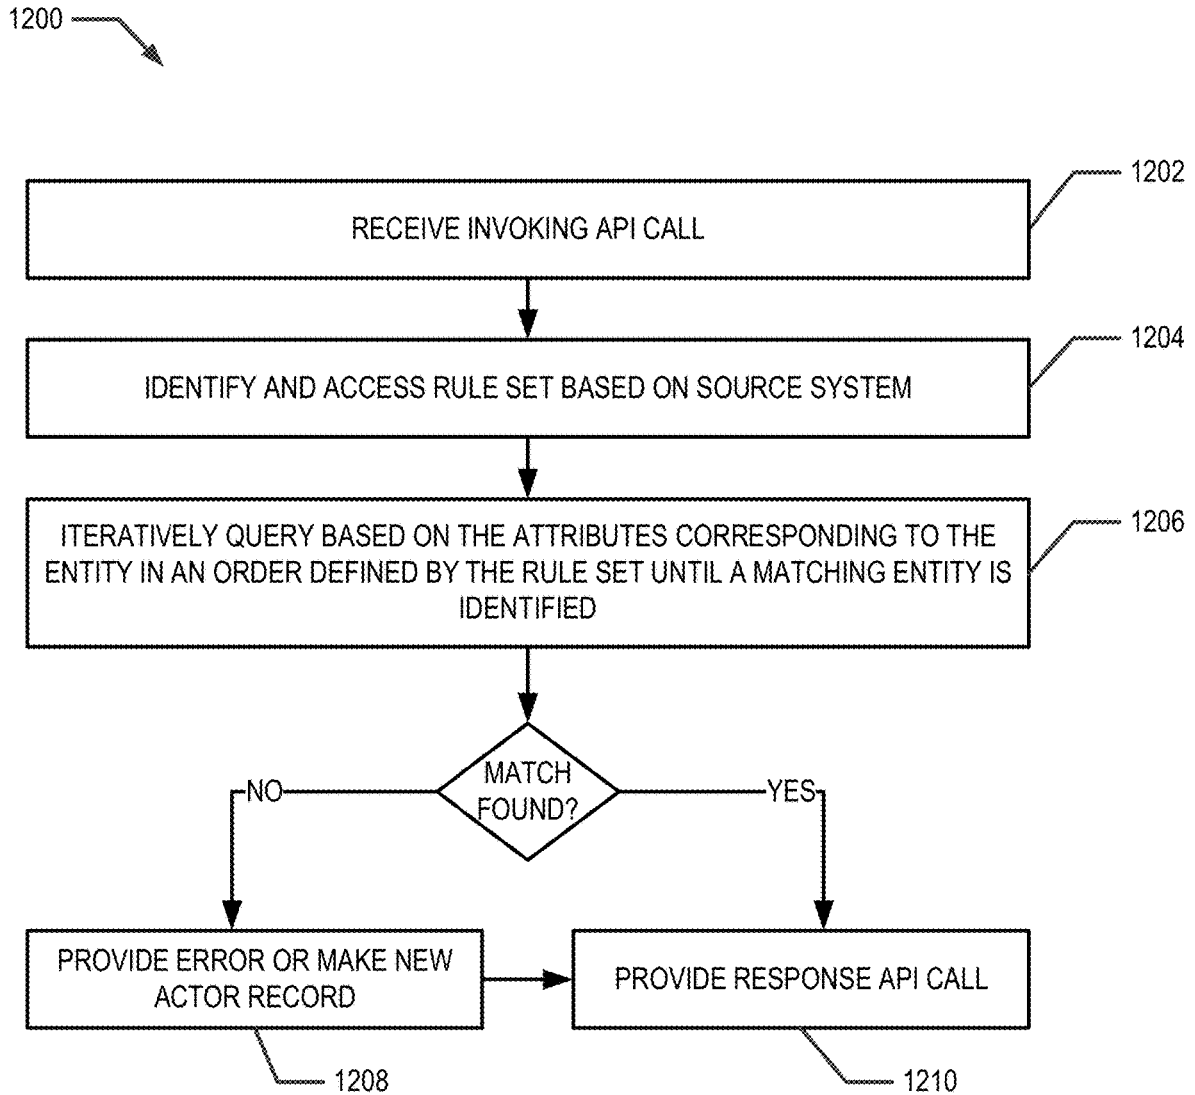 1200
1202
RECEIVE INVOKING API CALL
1204
IDENTIFY AND ACCESS RULE SET BASED ON SOURCE SYSTEM
1206
ITERATIVELY QUERY BASED ON THE ATTRIBUTES CORRESPONDING TO THE
ENTITY IN AN ORDER DEFINED BY THE RULE SET UNTIL A MATCHING ENTITY IS
IDENTIFIED
MATCH
FOUND?
NO
YES
PROVIDE ERROR OR MAKE NEW
ACTOR RECORD
PROVIDE RESPONSE API CALL
1208
1210